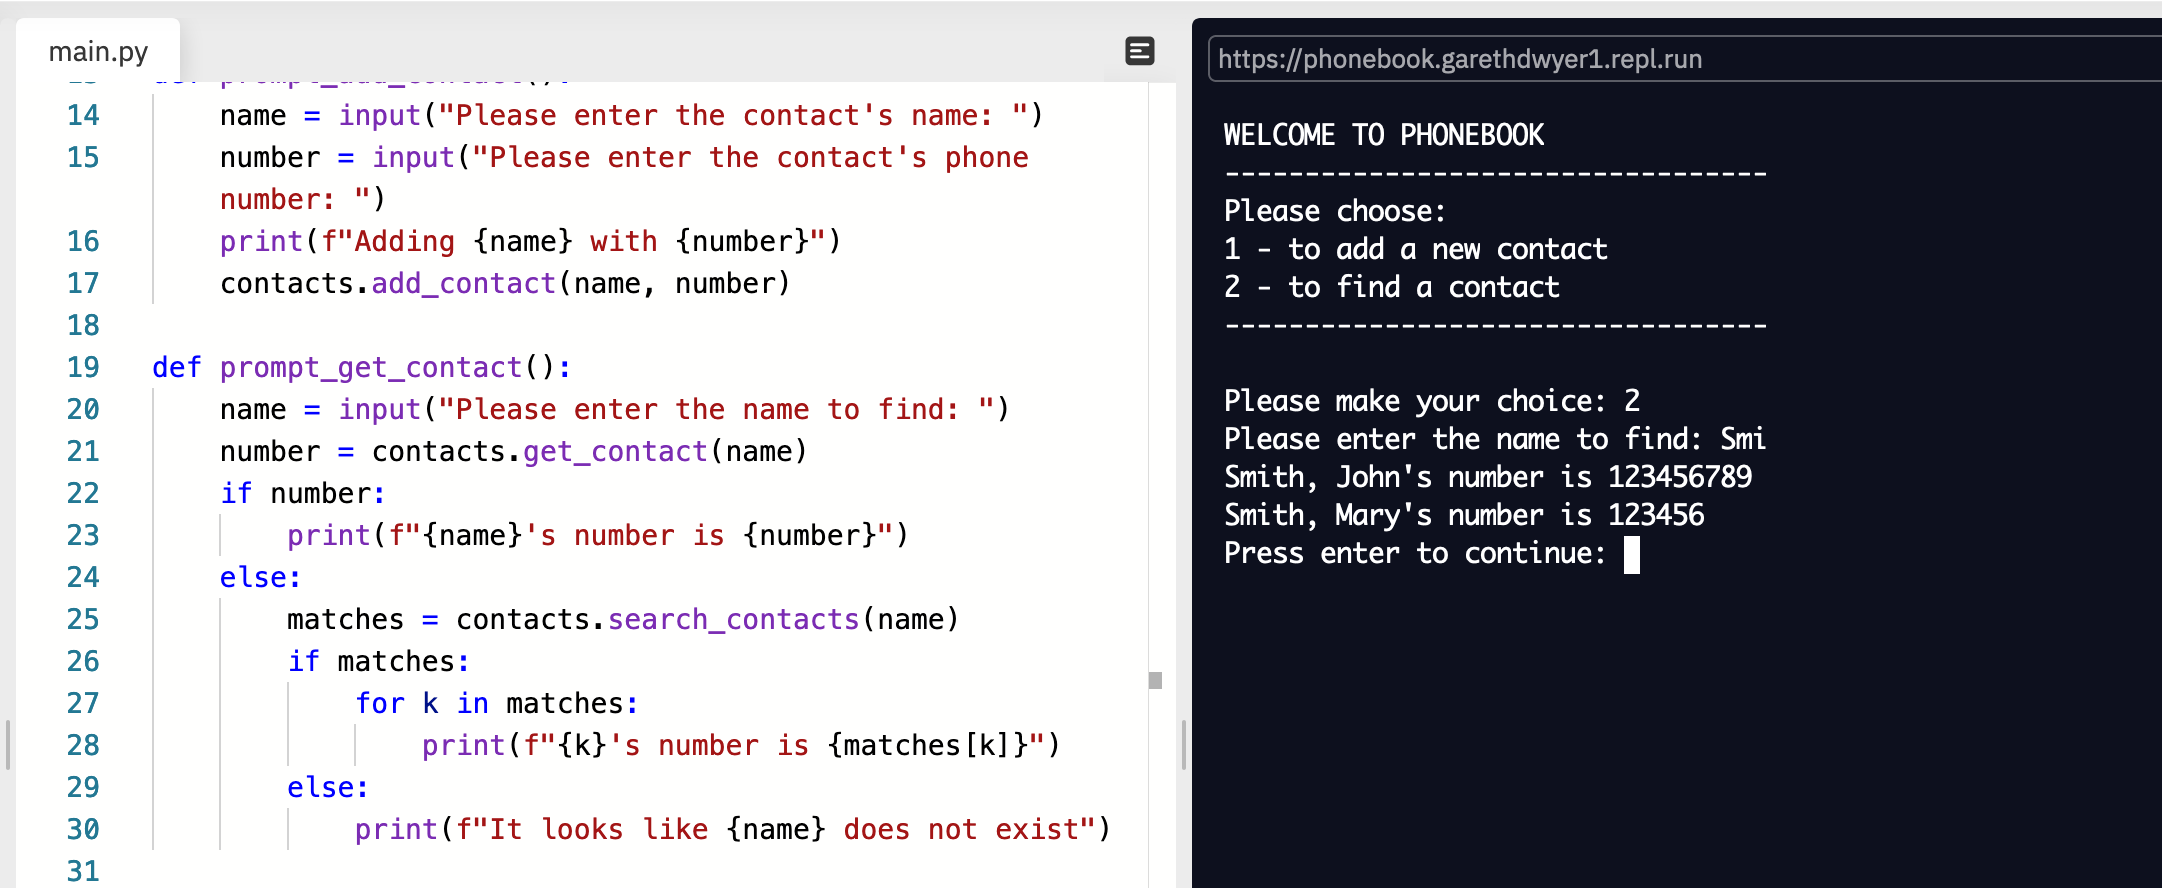 main.py
14 name = input("Please enter the contact's name: ")
15 number = input("Please enter the contact's phone
number: ")
16 print(f"Adding {name} with {number}")
17 contacts.add_contact(name, number)
18
19 def prompt_get_contact():
20 name = input("Please enter the name to find: ")
21 number = contacts.get_contact(name)
22 if number:
23 print(f"{name}'s number is {number}")
24 else:
25 matches = contacts.search_contacts(name)
26 if matches:
27 for k in matches:
28 print(f"{k}'s number is {matches[k]}")
29 else:
30 print(f"It looks like {name} does not exist")
31
https://phonebook.garethdwyer1.repl.run
WELCOME TO PHONEBOOK
----------------------------------
Please choose:
1 - to add a new contact
2 - to find a contact
----------------------------------
Please make your choice: 2
Please enter the name to find: Smi
Smith, John's number is 123456789
Smith, Mary's number is 123456
Press enter to continue: